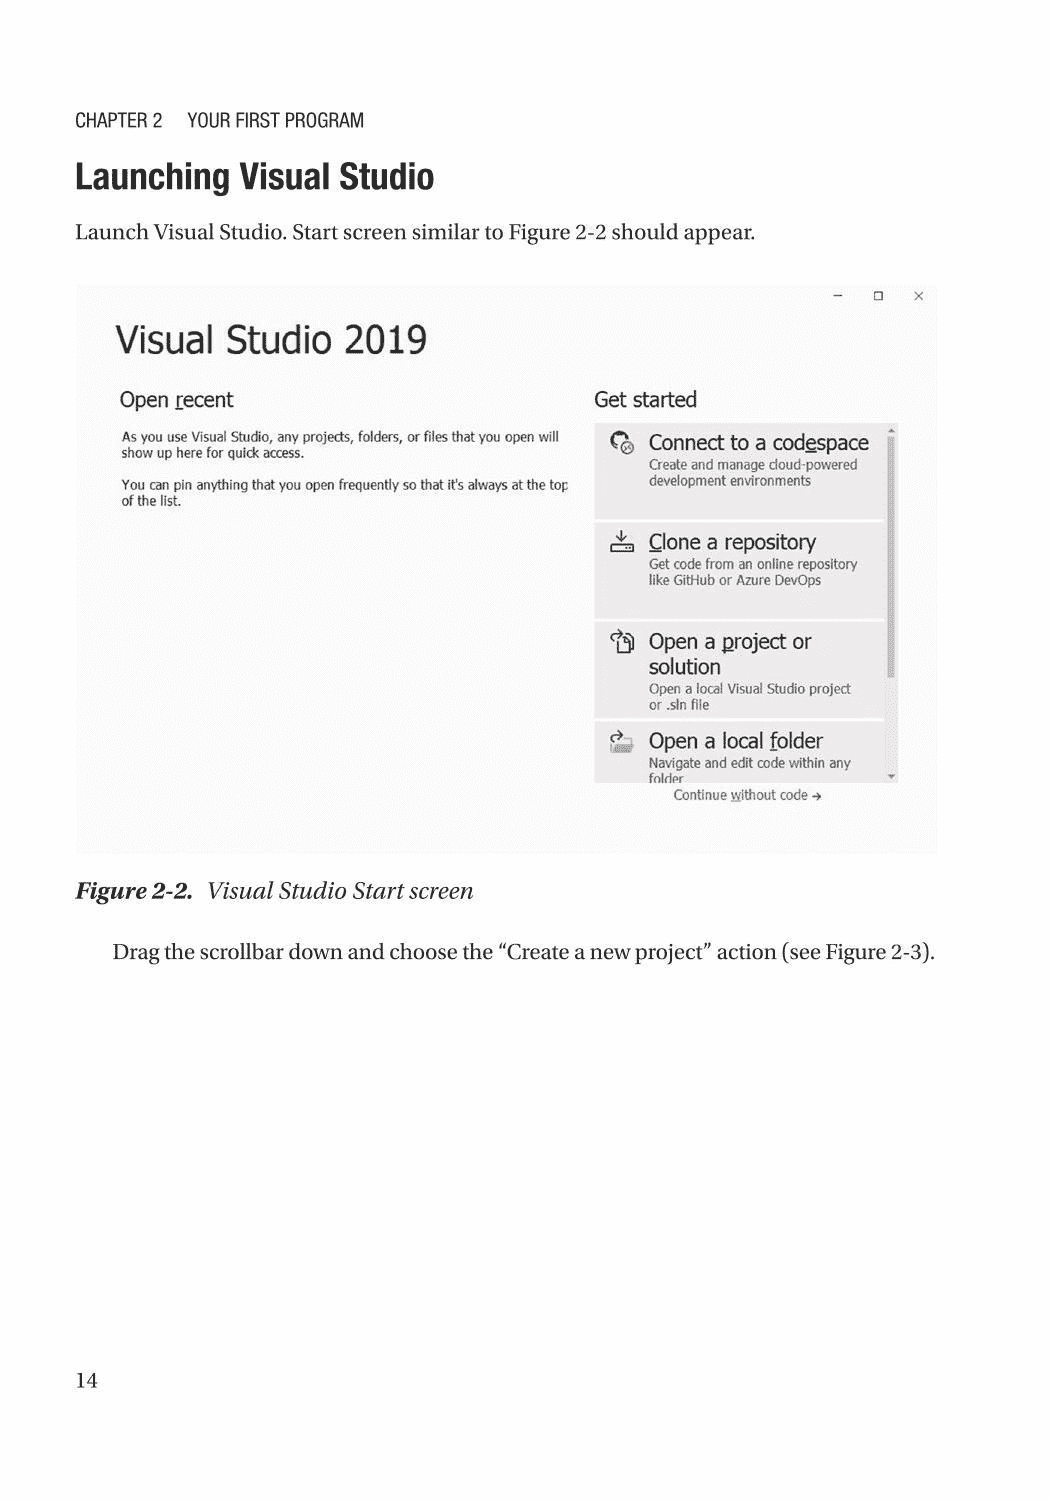 CHAPTER 2 YOUR FIRST PROGRAM
Launching Visual Studio
Launch Visual Studio. Start screen similar to Figure 2-2 should appear.
Visual Studio 2019
Open recent
As you use Visual Studio, any projects, folders, or files that you open will
show up here for quick access.
You can pin anything that you open frequently so that it's always at the top
of the list.
Get started
Connect to a codespace
Create and manage cloud-powered
development environments
Clone a repository
Get code from an online repository
like GitHub or Azure DevOps
Open a project or
solution
Open a local Visual Studio project
or .sln file
Open a local folder
Navigate and edit code within any
folder
Continue without code →
Figure 2-2. Visual Studio Start screen
Drag the scrollbar down and choose the “Create a new project” action (see Figure 2-3).
14